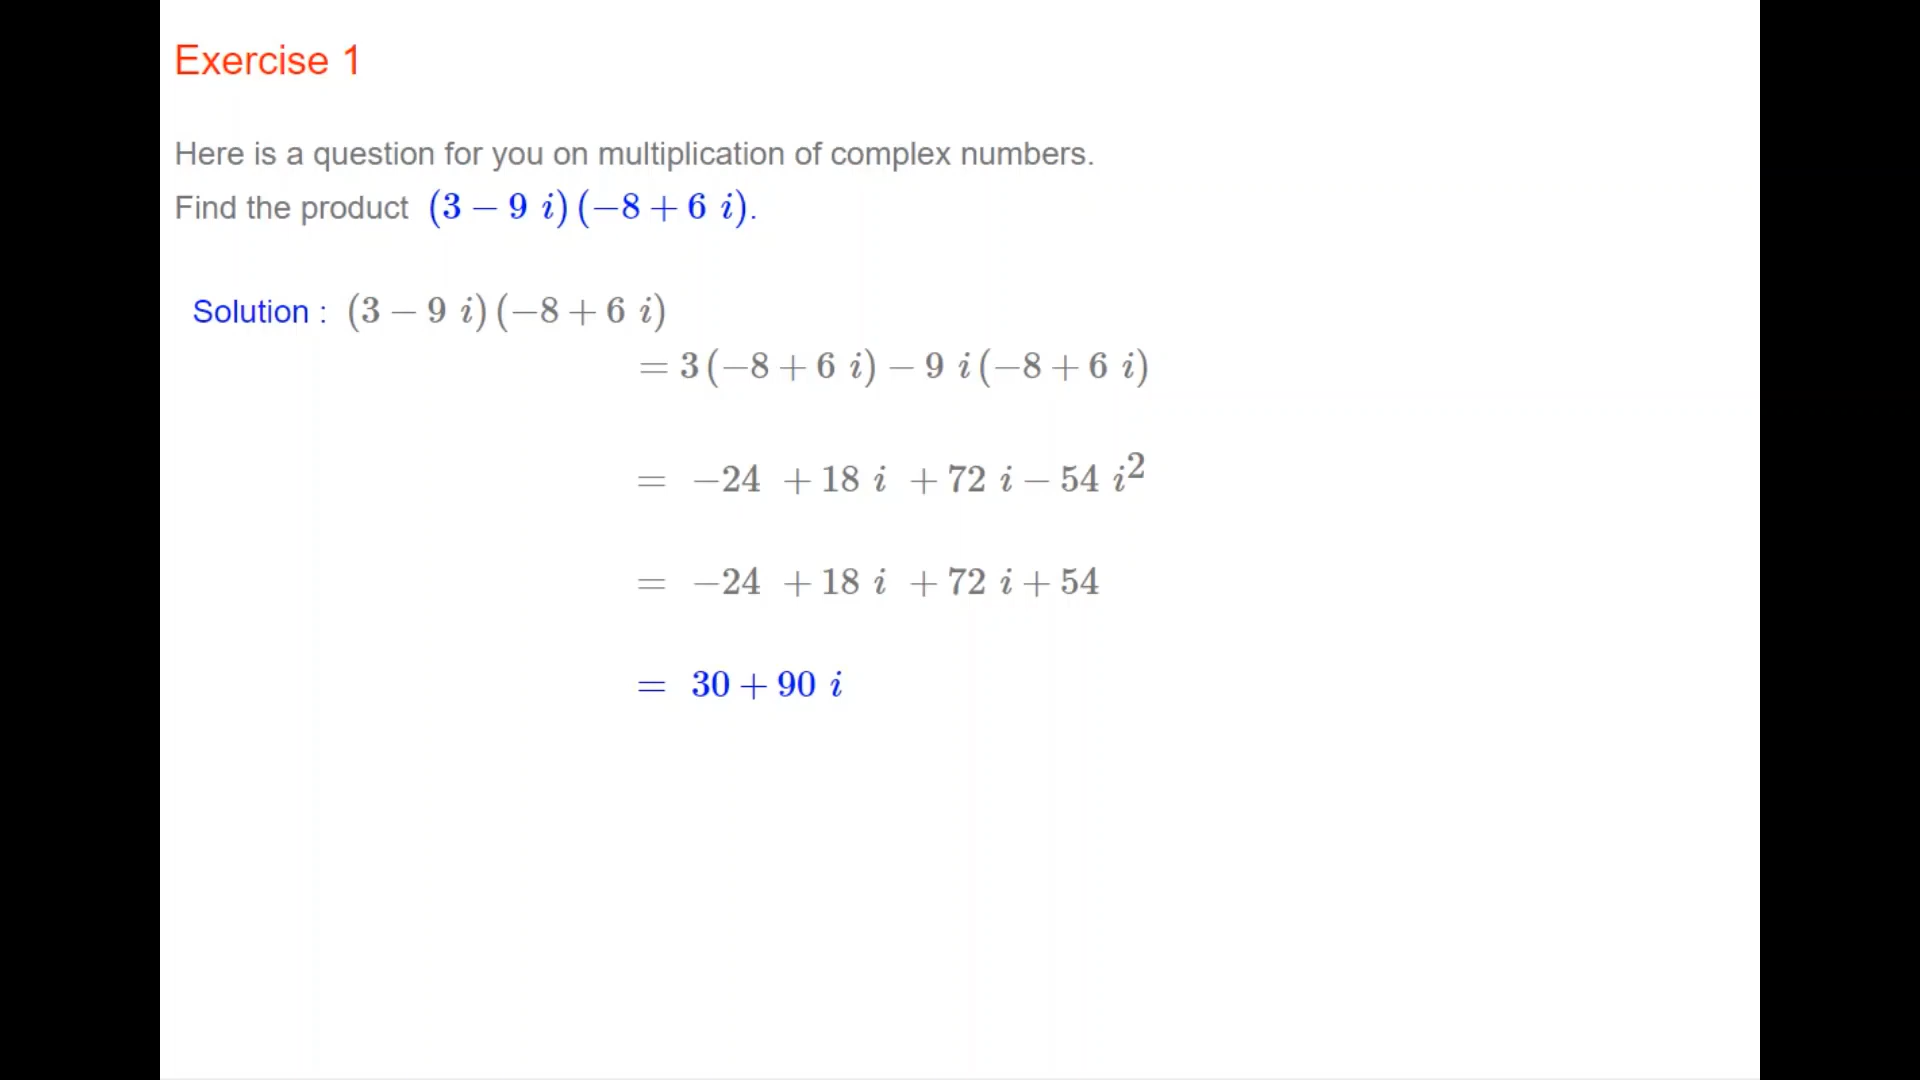 Exercise 1
Here is a question for you on multiplication of complex numbers.
Find the product (3 − 9 i)(−8 + 6 i).
Solution : (3 − 9 i)(−8 + 6 i)
= 3(−8 + 6 i) − 9 i(−8 + 6 i)
= −24 + 18 i + 72 i − 54 i²
= −24 + 18 i + 72 i + 54
= 30 + 90 i